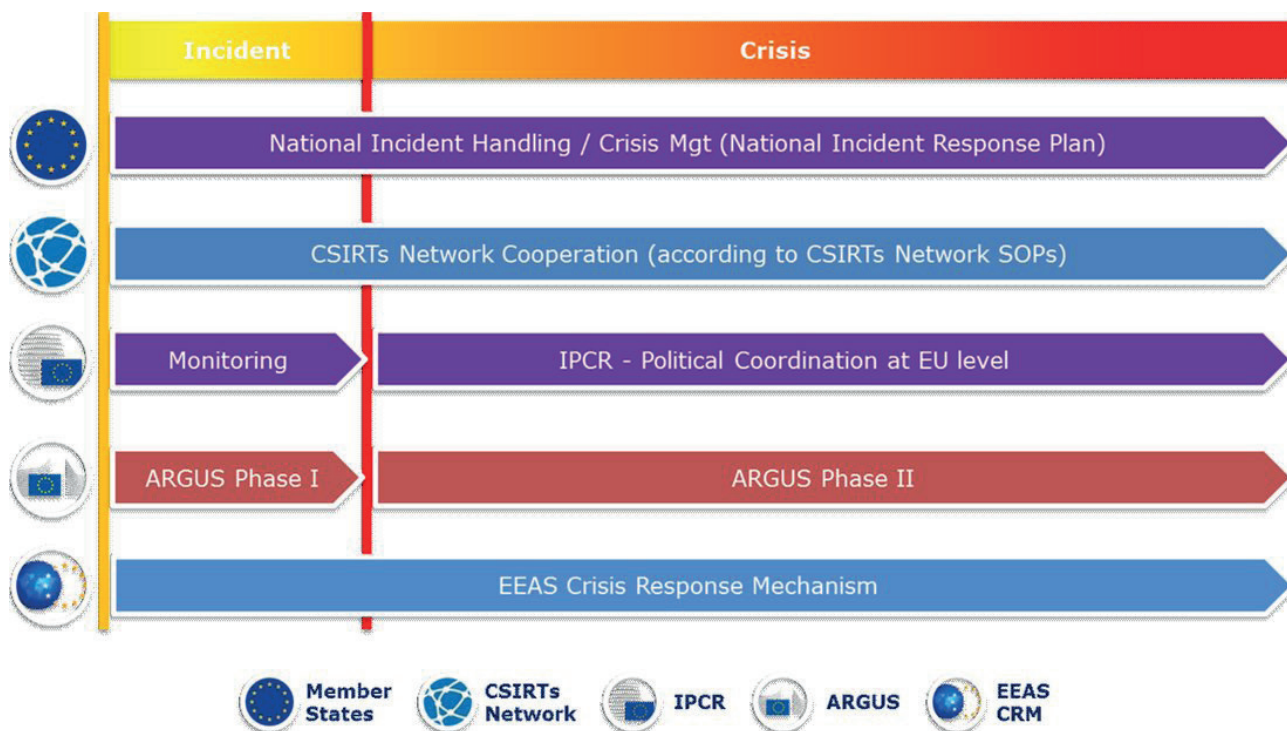 Incident
Crisis
National Incident Handling / Crisis Mgt (National Incident Response Plan)
CSIRTs Network Cooperation (according to CSIRTs Network SOPs)
Monitoring
IPCR - Political Coordination at EU level
ARGUS Phase I
ARGUS Phase II
EEAS Crisis Response Mechanism
Member
States
CSIRTs
Network
IPCR
ARGUS
EEAS
CRM